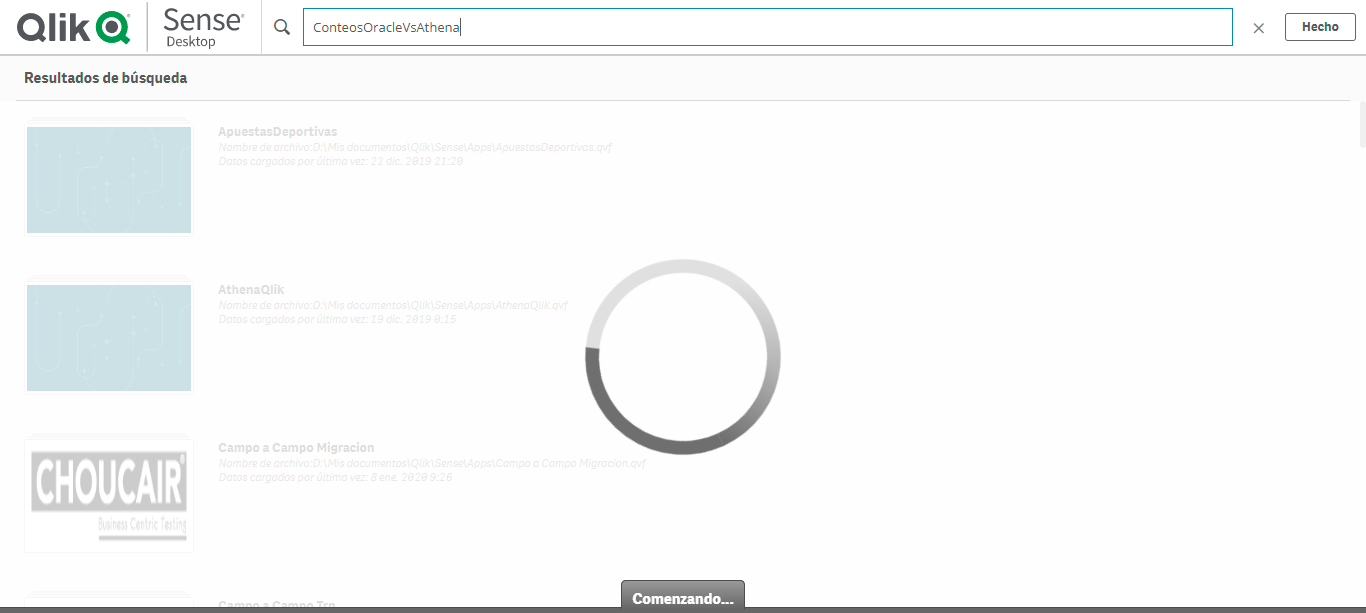 Qlik Sense®
Desktop
ConteosOracleVsAthena
Hecho
Resultados de búsqueda
ApuestasDeportivas
Nombre de archivo:D:\Mis documentos\Qlik\Sense\Apps\ApuestasDeportivas.qvf
Datos cargados por última vez: 22 dic. 2019 21:20
AthenaQlik
Nombre de archivo:D:\Mis documentos\Qlik\Sense\Apps\AthenaQlik.qvf
Datos cargados por última vez: 19 dic. 2019 0:15
Campo a Campo Migracion
Nombre de archivo:D:\Mis documentos\Qlik\Sense\Apps\Campo a Campo Migracion.qvf
Datos cargados por última vez: 8 ene. 2020 9:26
CHOUCAIR®
Business Centric Testing
Campo a Campo Trn
Comenzando...